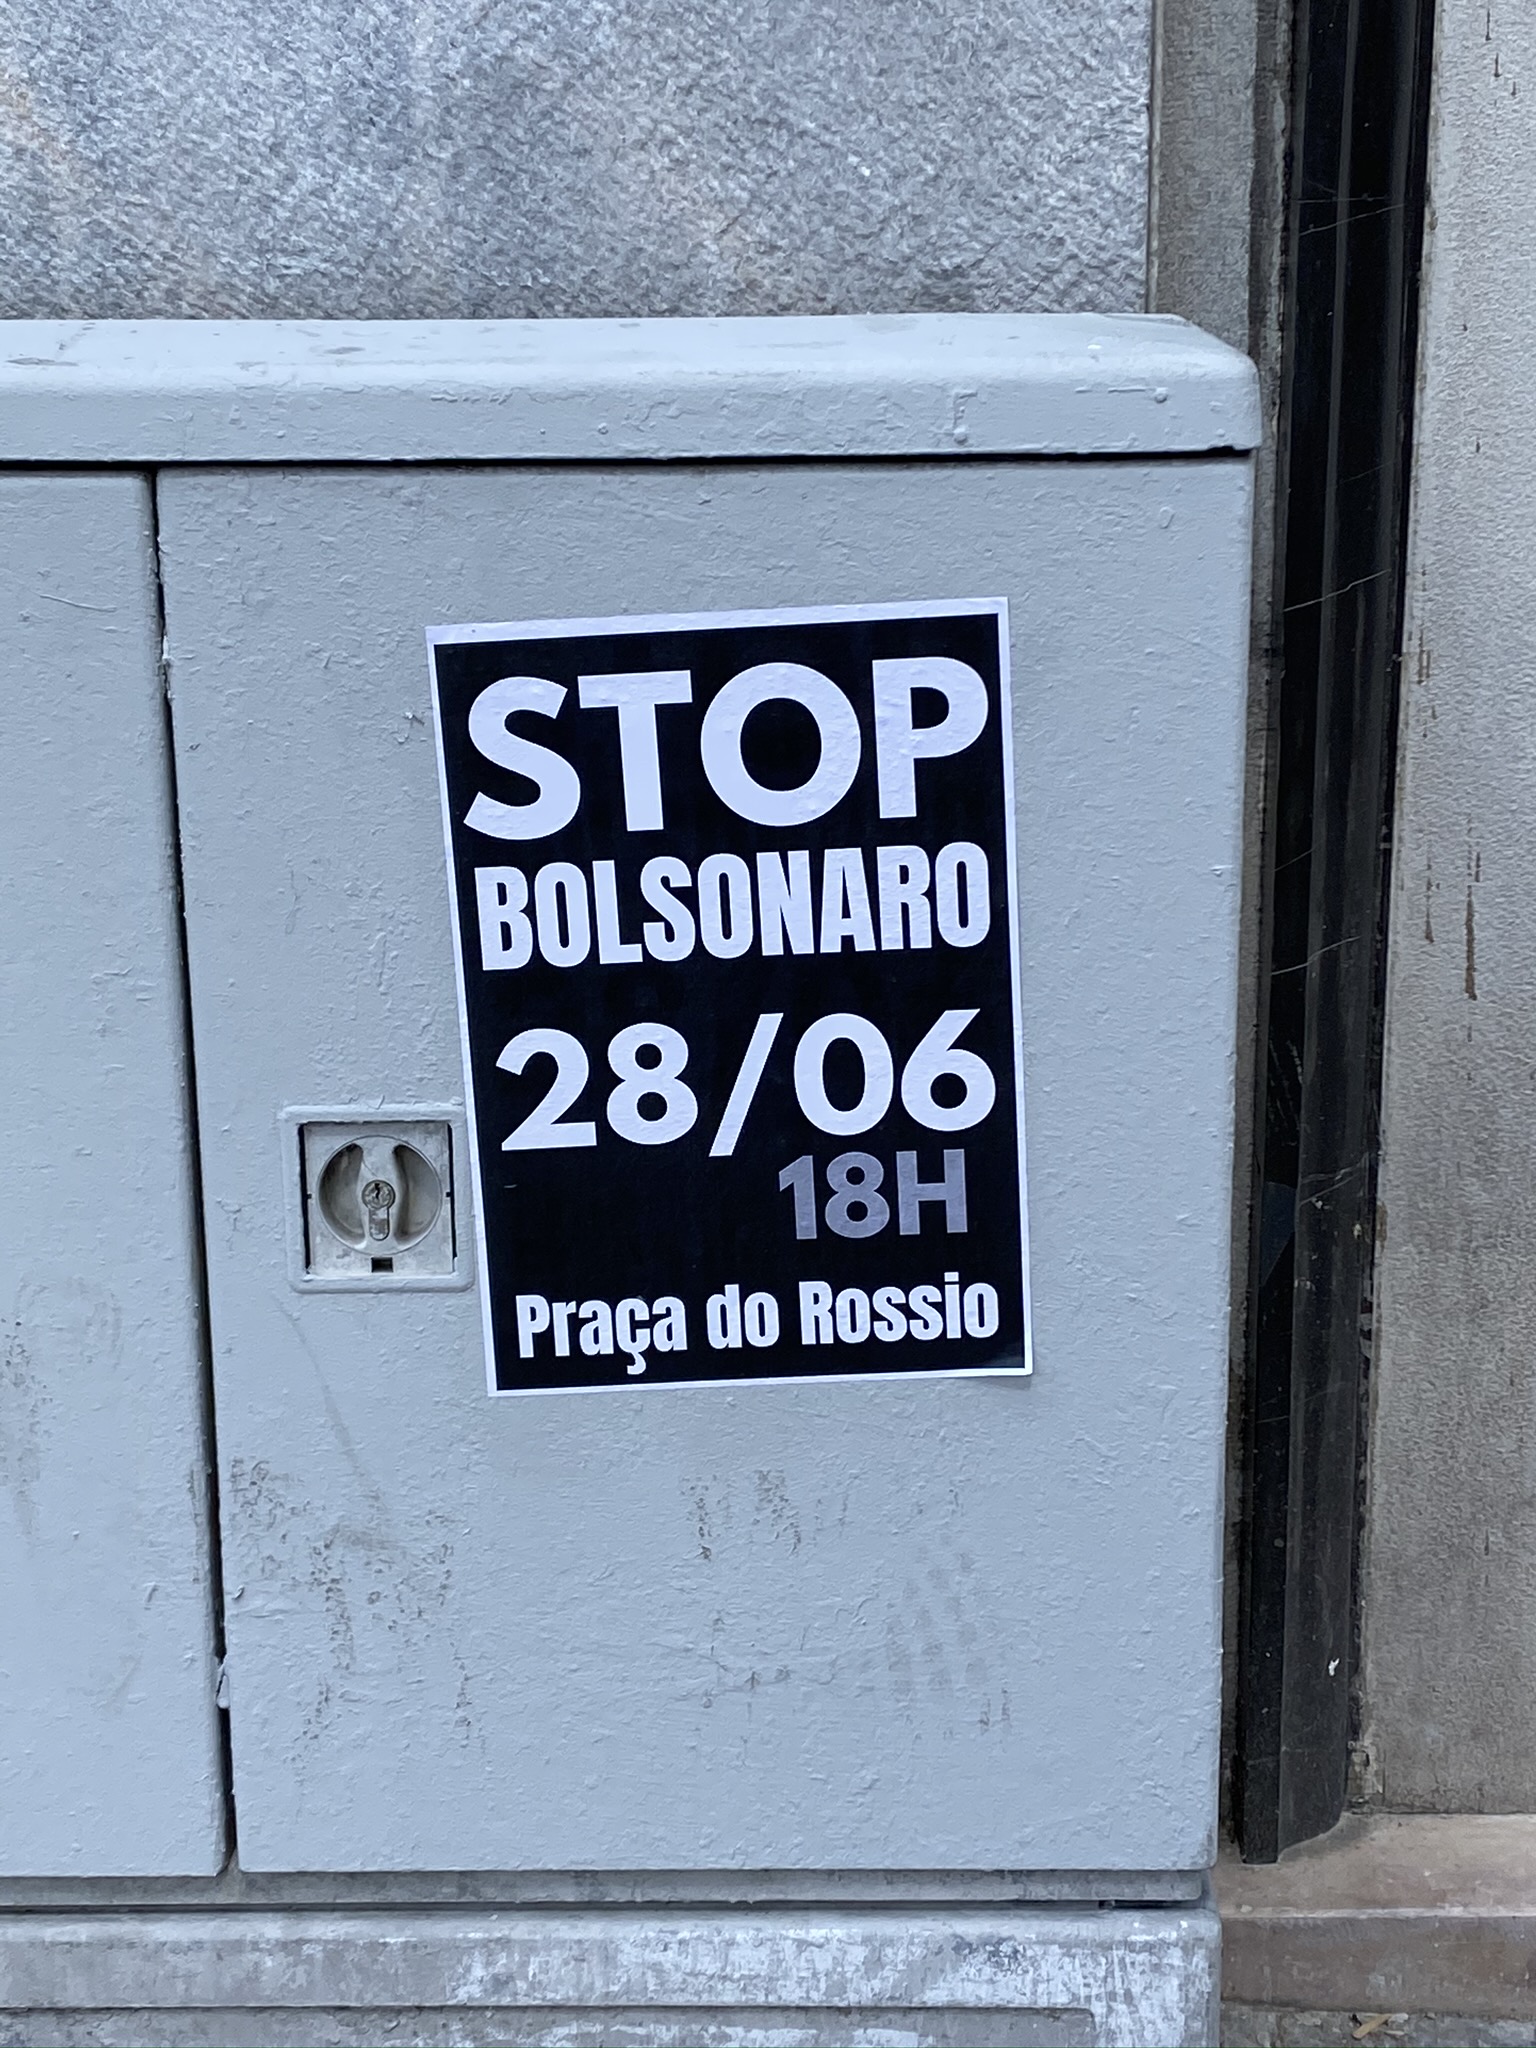 STOP
BOLSONARO
28/06
18H
Praça do Rossio